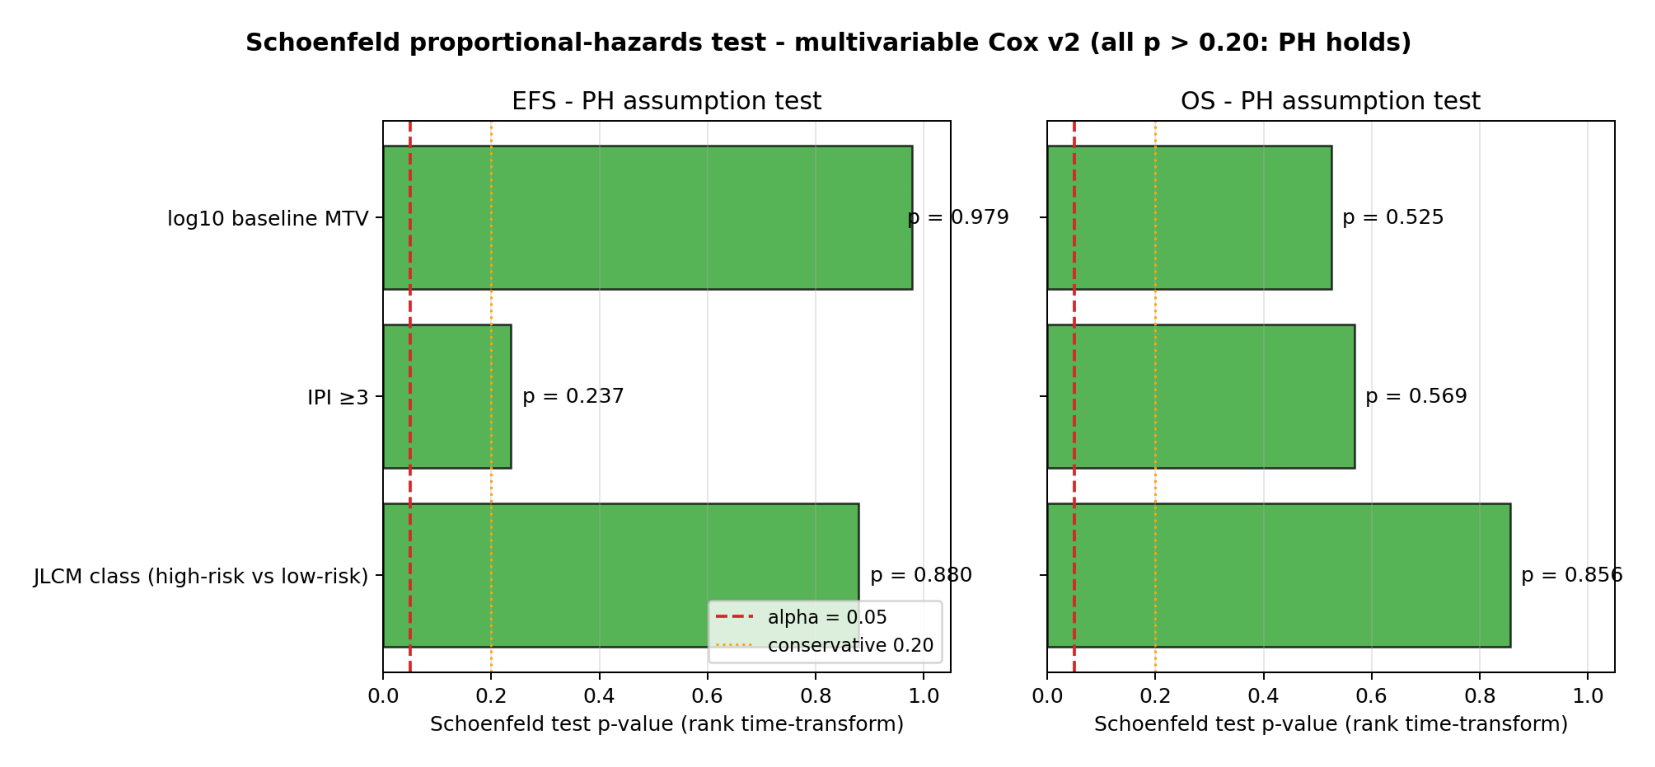 Schoenfeld proportional-hazards test - multivariable Cox v2 (all p > 0.20: PH holds)
EFS - PH assumption test
log10 baseline MTV
IPI ≥3
JLCM class (high-risk vs low-risk)
p = 0.979
p = 0.237
p = 0.880
alpha = 0.05
conservative 0.20
0.0 0.2 0.4 0.6 0.8 1.0
Schoenfeld test p-value (rank time-transform)
OS - PH assumption test
p = 0.525
p = 0.569
p = 0.856
0.0 0.2 0.4 0.6 0.8 1.0
Schoenfeld test p-value (rank time-transform)